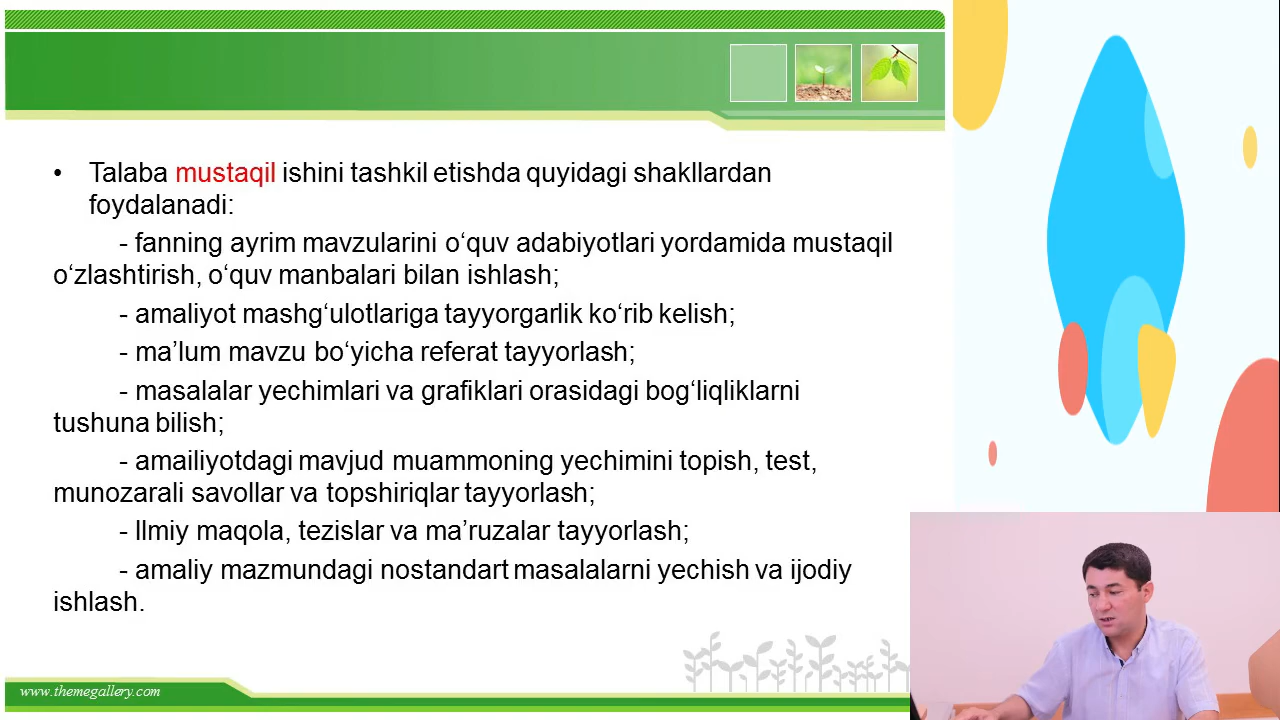 • Talaba mustaqil ishini tashkil etishda quyidagi shakllardan
foydalanadi:
- fanning ayrim mavzularini o‘quv adabiyotlari yordamida mustaqil
o‘zlashtirish, o‘quv manbalari bilan ishlash;
- amaliyot mashg‘ulotlariga tayyorgarlik ko‘rib kelish;
- ma’lum mavzu bo‘yicha referat tayyorlash;
- masalalar yechimlari va grafiklari orasidagi bog‘liqliklarni
tushuna bilish;
- amailiyotdagi mavjud muammoning yechimini topish, test,
munozarali savollar va topshiriqlar tayyorlash;
- Ilmiy maqola, tezislar va ma’ruzalar tayyorlash;
- amaliy mazmundagi nostandart masalalarni yechish va ijodiy
ishlash.
www.themegallery.com